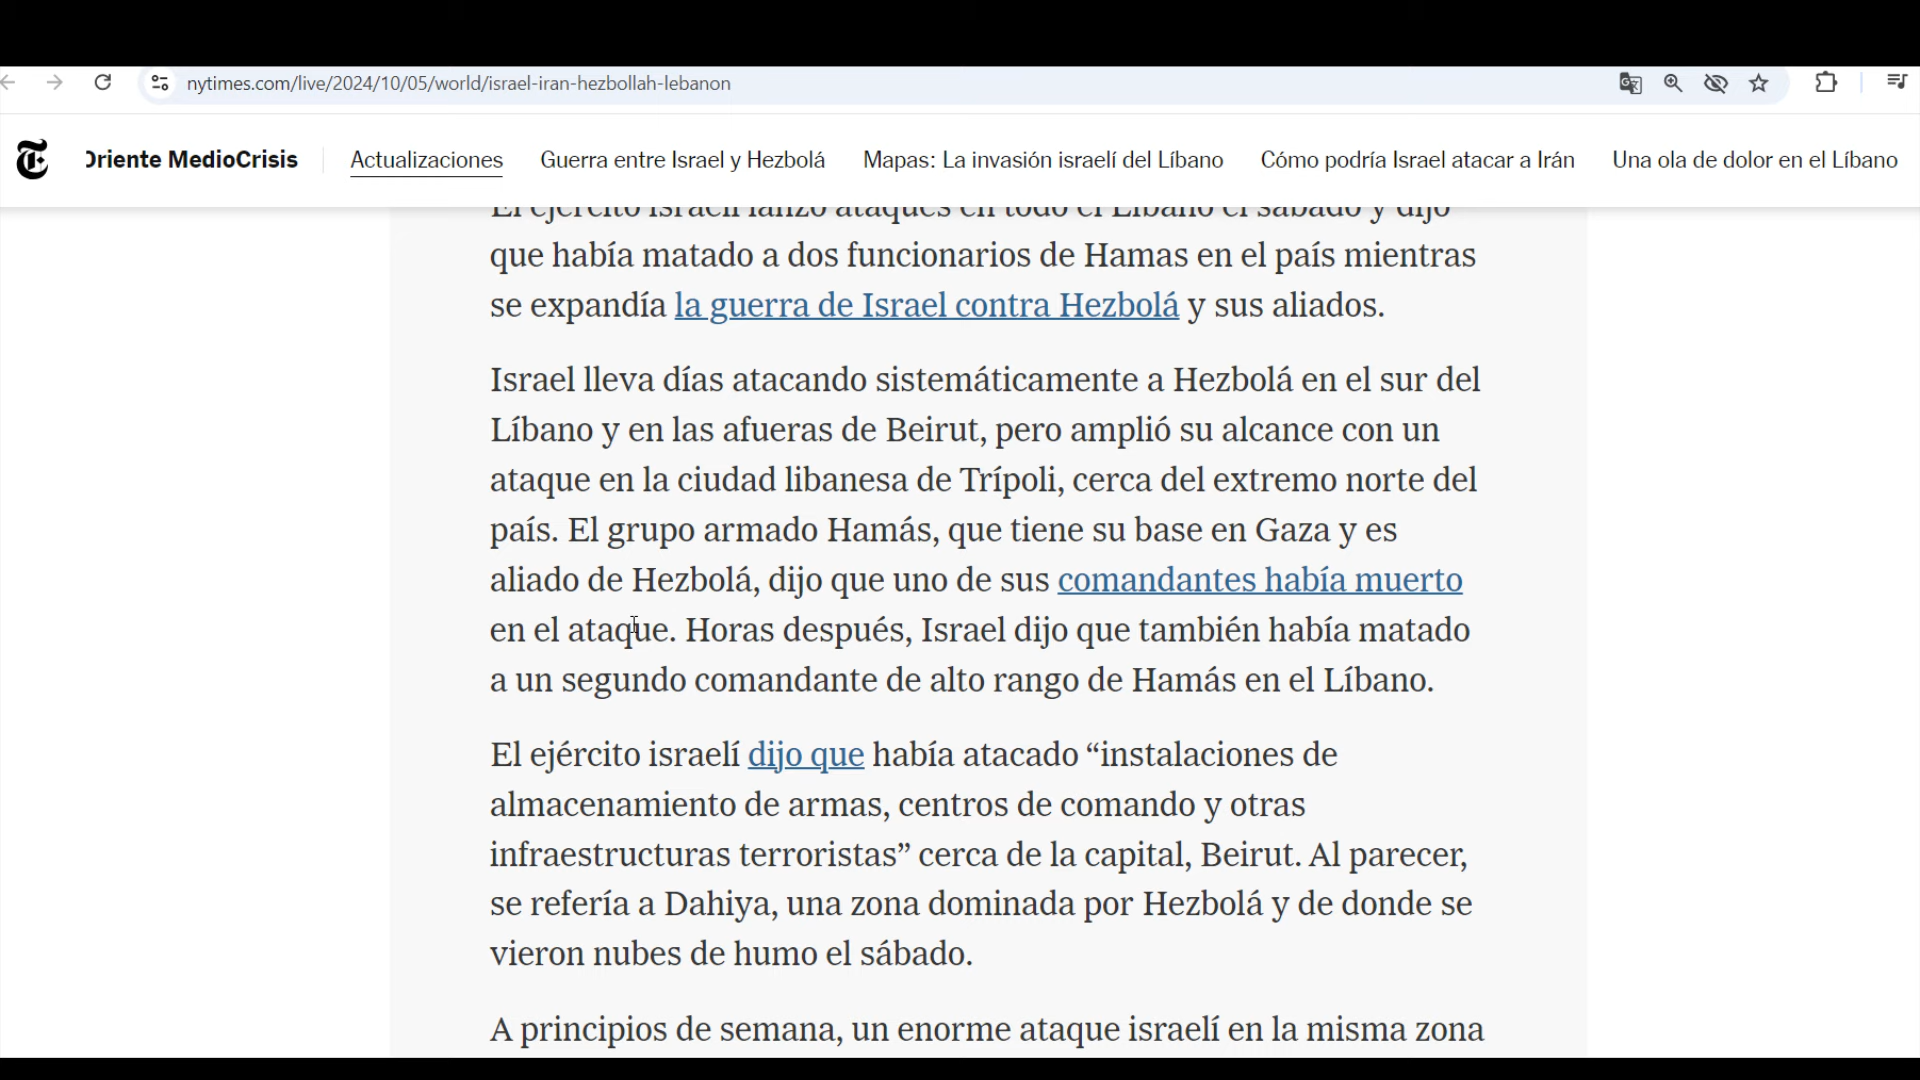 nytimes.com/live/2024/10/05/world/israel-iran-hezbollah-lebanon
Oriente MedioCrisis
Actualizaciones
Guerra entre Israel y Hezbolá
Mapas: La invasión israelí del Líbano
Cómo podría Israel atacar a Irán
Una ola de dolor en el Líbano
El ejército israelí lanzó ataques en todo el Líbano el sábado y dijo
que había matado a dos funcionarios de Hamas en el país mientras
se expandía la guerra de Israel contra Hezbolá y sus aliados.
Israel lleva días atacando sistemáticamente a Hezbolá en el sur del
Líbano y en las afueras de Beirut, pero amplió su alcance con un
ataque en la ciudad libanesa de Trípoli, cerca del extremo norte del
país. El grupo armado Hamás, que tiene su base en Gaza y es
aliado de Hezbolá, dijo que uno de sus comandantes había muerto
en el ataque. Horas después, Israel dijo que también había matado
a un segundo comandante de alto rango de Hamás en el Líbano.
El ejército israelí dijo que había atacado “instalaciones de
almacenamiento de armas, centros de comando y otras
infraestructuras terroristas” cerca de la capital, Beirut. Al parecer,
se refería a Dahiya, una zona dominada por Hezbolá y de donde se
vieron nubes de humo el sábado.
A principios de semana, un enorme ataque israelí en la misma zona